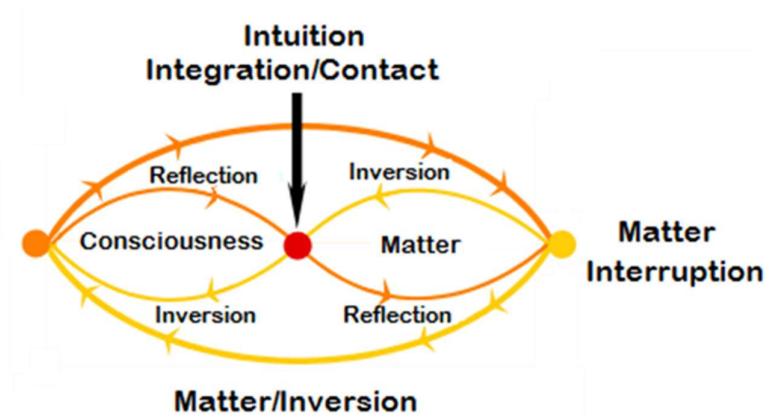 Intuition
Integration/Contact
Reflection
Inversion
Consciousness
Matter
Matter
Interruption
Inversion
Reflection
Matter/Inversion